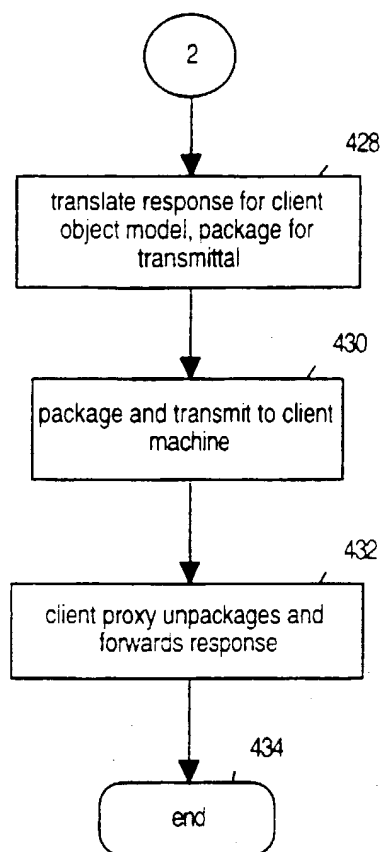 2
428
translate response for client
object model, package for
transmittal
430
package and transmit to client
machine
432
client proxy unpackages and
forwards response
434
end